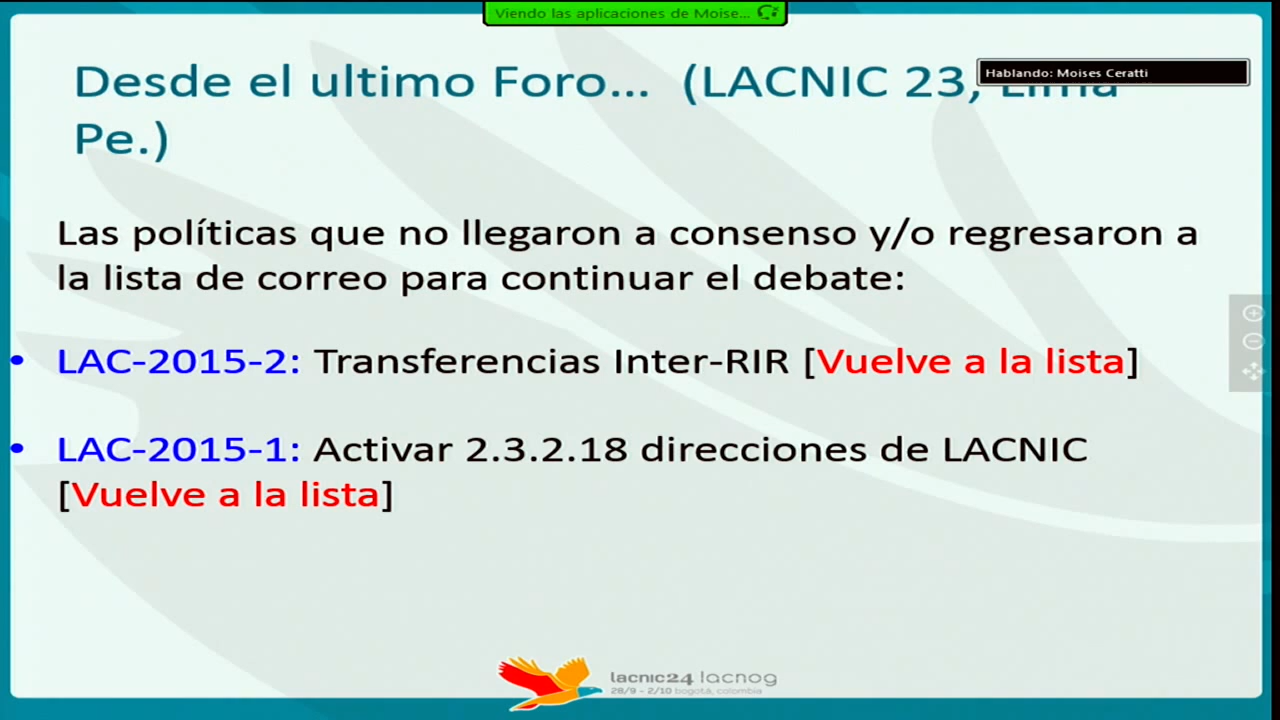 Viendo las aplicaciones de Moise...
Desde el ultimo Foro... (LACNIC 23, Lima
Hablando: Moises Ceratti
Pe.)
Las políticas que no llegaron a consenso y/o regresaron a
la lista de correo para continuar el debate:
• LAC-2015-2: Transferencias Inter-RIR [Vuelve a la lista]
• LAC-2015-1: Activar 2.3.2.18 direcciones de LACNIC
[Vuelve a la lista]
lacnic24 lacnog
28/9 - 2/10 bogotá, colombia